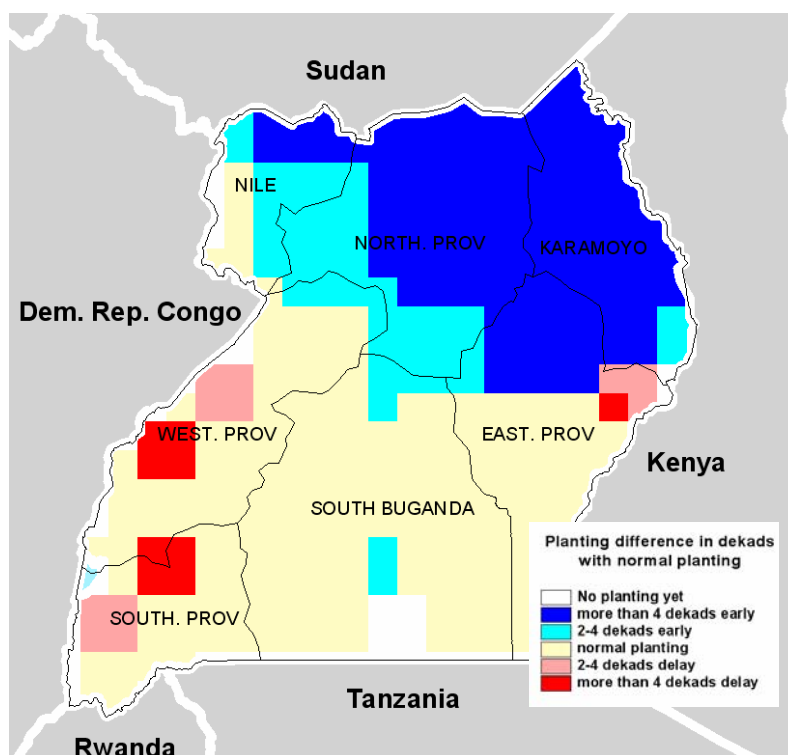 Sudan
NILE
NORTH. PROV
KARAMOYO
Dem. Rep. Congo
WEST. PROV
EAST. PROV
Kenya
SOUTH BUGANDA
SOUTH. PROV
Planting difference in dekads
with normal planting
No planting yet
more than 4 dekads early
2-4 dekads early
normal planting
2-4 dekads delay
more than 4 dekads delay
Tanzania
Rwanda